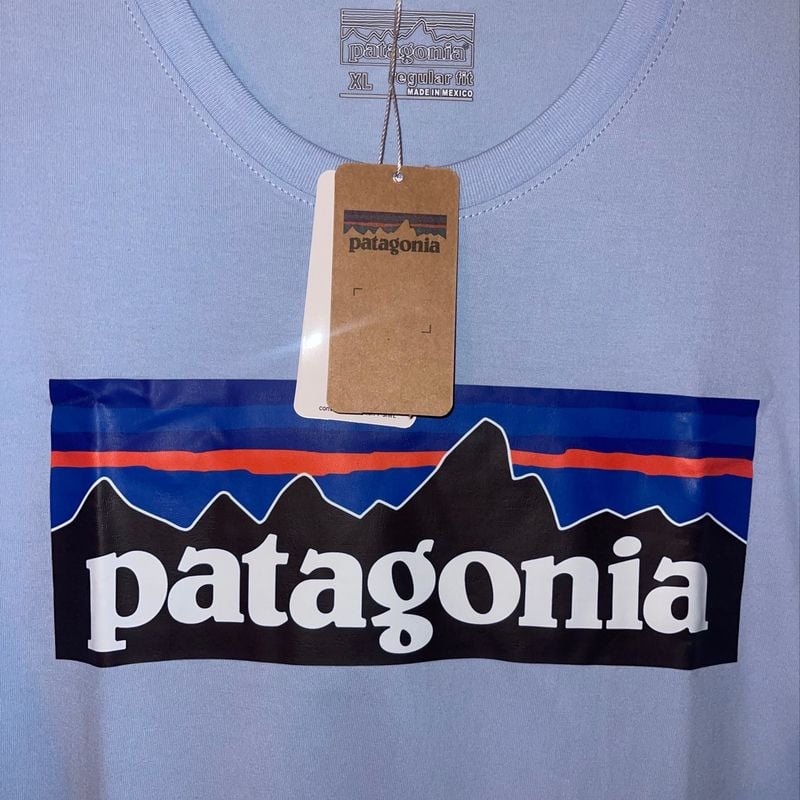 patagonia®
XL regular fit
MADE IN MEXICO
patagonia
patagonia